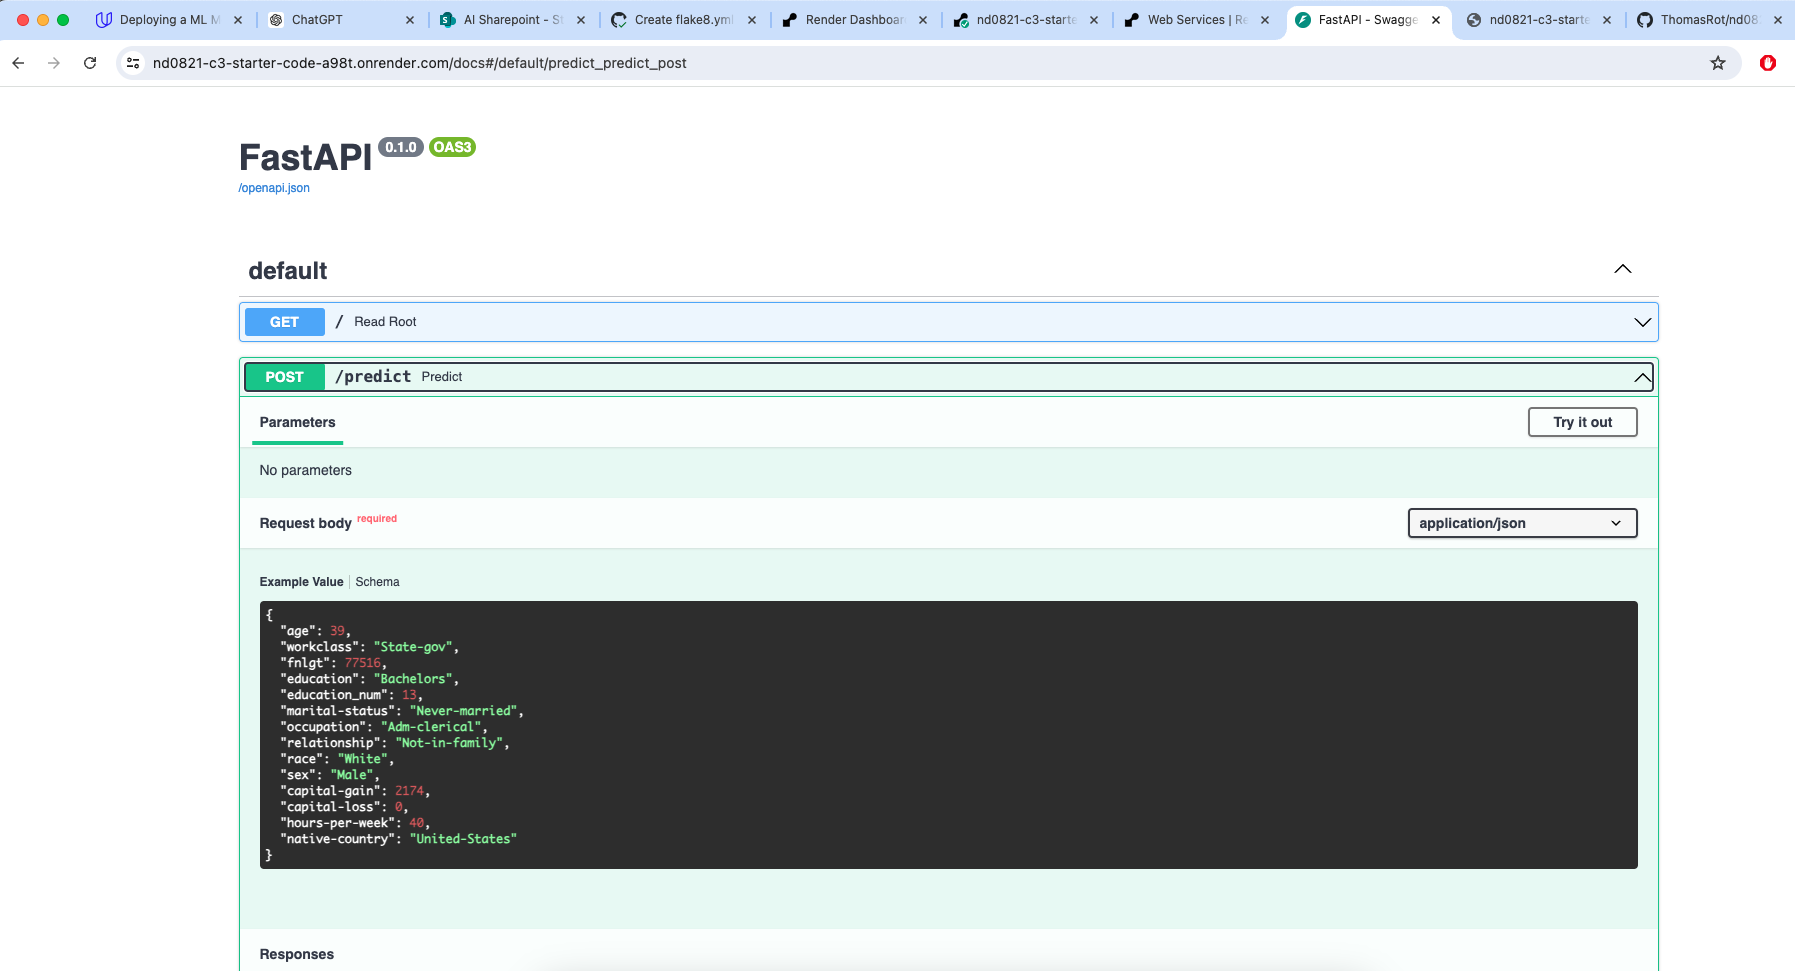 Deploying a ML M
ChatGPT
AI Sharepoint - St
Create flake8.yml
Render Dashboar
nd0821-c3-starte
Web Services | Re
FastAPI - Swagge
nd0821-c3-starte
ThomasRot/nd08
nd0821-c3-starter-code-a98t.onrender.com/docs#/default/predict_predict_post
FastAPI 0.1.0 OAS3
/openapi.json
default
GET / Read Root
POST /predict Predict
Parameters
Try it out
No parameters
Request body required
application/json
Example Value Schema
{
"age": 39,
"workclass": "State-gov",
"fnlgt": 77516,
"education": "Bachelors",
"education_num": 13,
"marital-status": "Never-married",
"occupation": "Adm-clerical",
"relationship": "Not-in-family",
"race": "White",
"sex": "Male",
"capital-gain": 2174,
"capital-loss": 0,
"hours-per-week": 40,
"native-country": "United-States"
}
Responses